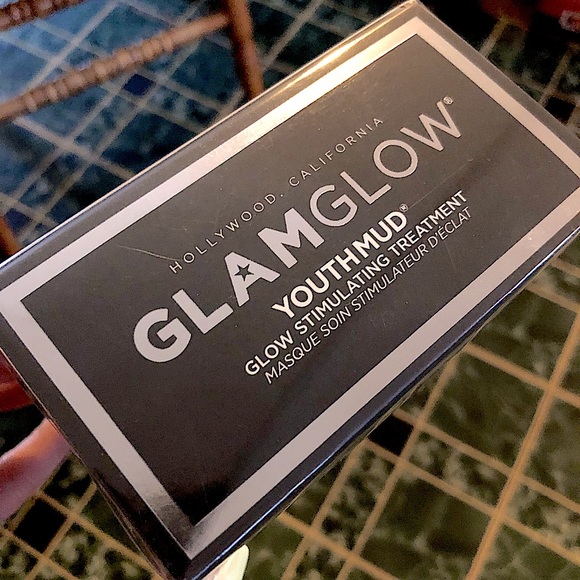 HOLLYWOOD, CALIFORNIA
GLAMGLOW®
YOUTHMUD®
GLOW STIMULATING TREATMENT
MASQUE SOIN STIMULATEUR D'ÉCLAT